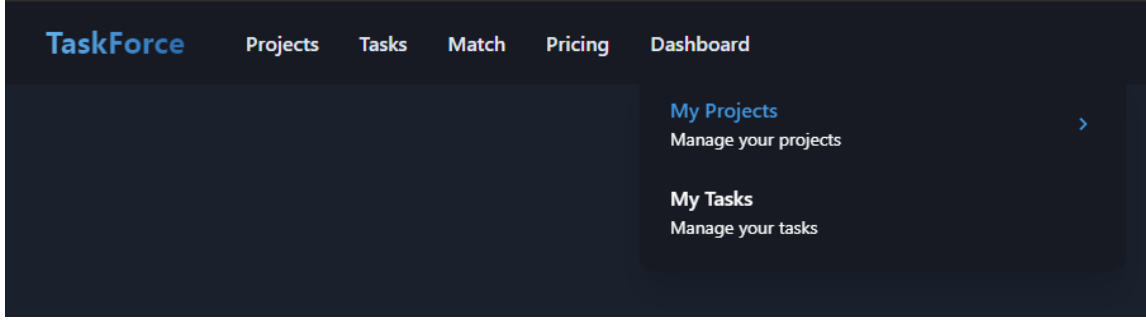 TaskForce Projects Tasks Match Pricing Dashboard
My Projects
Manage your projects
My Tasks
Manage your tasks